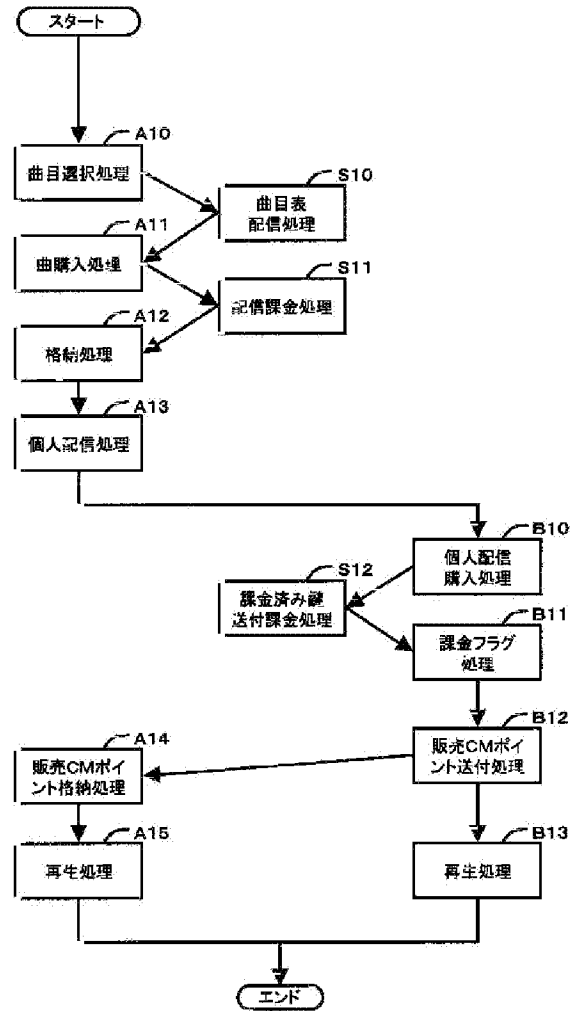 スタート
A10
曲目選択処理
S10
曲目表
配信処理
A11
曲購入処理
S11
配信課金処理
A12
格納処理
A13
個人配信処理
B10
個人配信
購入処理
S12
課金済み鍵
送付課金処理
B11
課金フラグ
処理
B12
販売CMポイ
ント送付処理
A14
販売CMポイ
ント格納処理
A15
再生処理
B13
再生処理
エンド